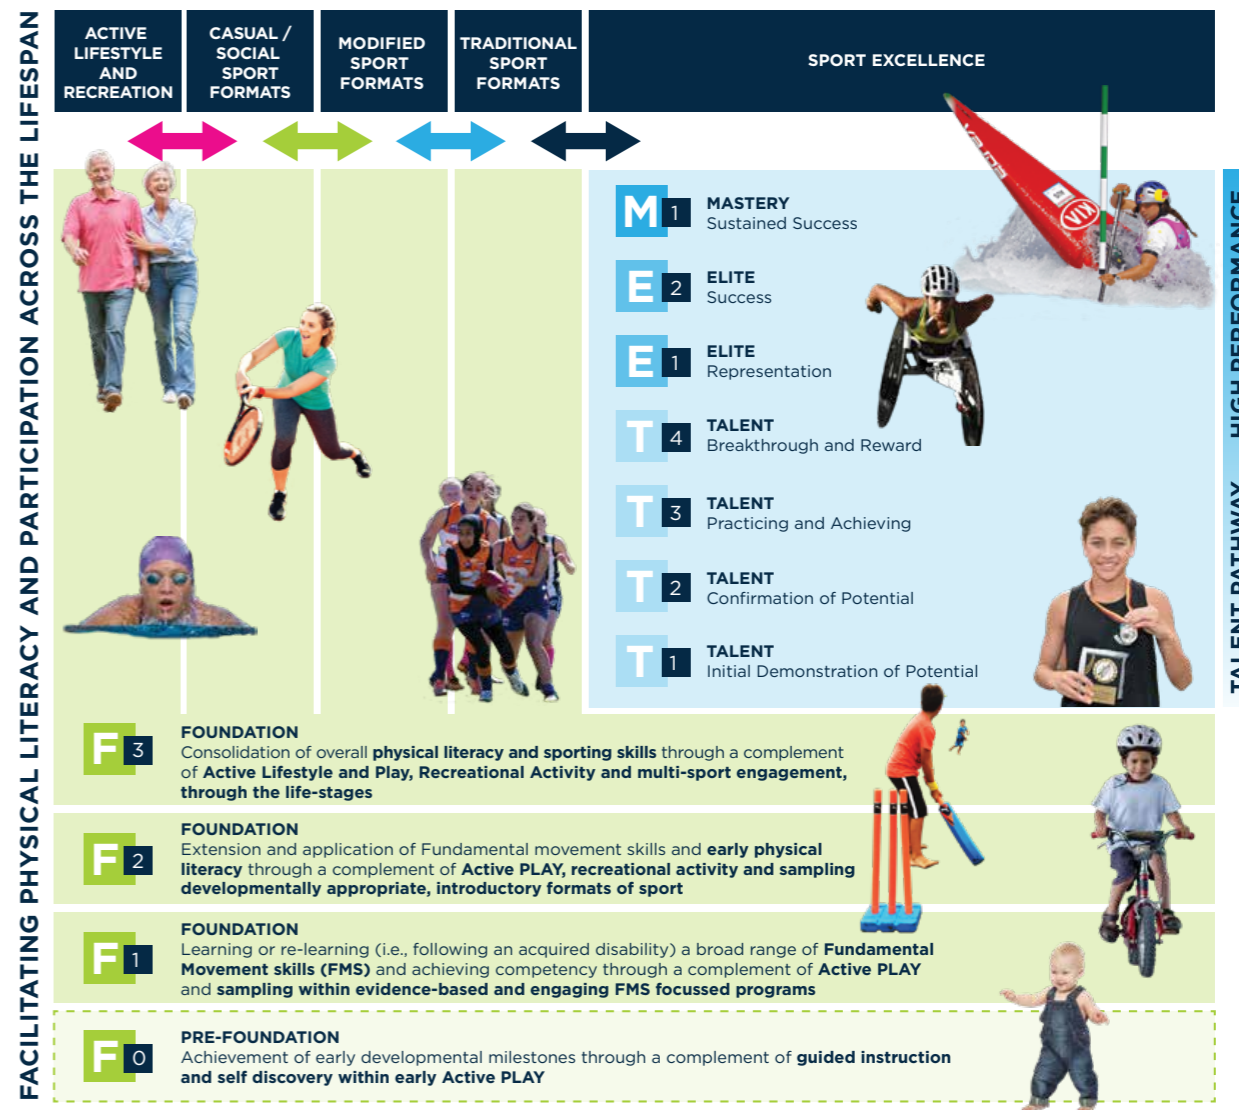 FACILITATING PHYSICAL LITERACY AND PARTICIPATION ACROSS THE LIFESPAN
ACTIVE
LIFESTYLE
AND
RECREATION
CASUAL /
SOCIAL
SPORT
FORMATS
MODIFIED
SPORT
FORMATS
TRADITIONAL
SPORT
FORMATS
SPORT EXCELLENCE
M 1
MASTERY
Sustained Success
E 2
ELITE
Success
E 1
ELITE
Representation
T 4
TALENT
Breakthrough and Reward
T 3
TALENT
Practicing and Achieving
T 2
TALENT
Confirmation of Potential
T 1
TALENT
Initial Demonstration of Potential
HIGH PERFORMANCE
TALENT PATHWAY
VIX
F 3
FOUNDATION
Consolidation of overall physical literacy and sporting skills through a complement
of Active Lifestyle and Play, Recreational Activity and multi-sport engagement,
through the life-stages
F 2
FOUNDATION
Extension and application of Fundamental movement skills and early physical
literacy through a complement of Active PLAY, recreational activity and sampling
developmentally appropriate, introductory formats of sport
F 1
FOUNDATION
Learning or re-learning (i.e., following an acquired disability) a broad range of Fundamental
Movement skills (FMS) and achieving competency through a complement of Active PLAY
and sampling within evidence-based and engaging FMS focussed programs
F 0
PRE-FOUNDATION
Achievement of early developmental milestones through a complement of guided instruction
and self discovery within early Active PLAY